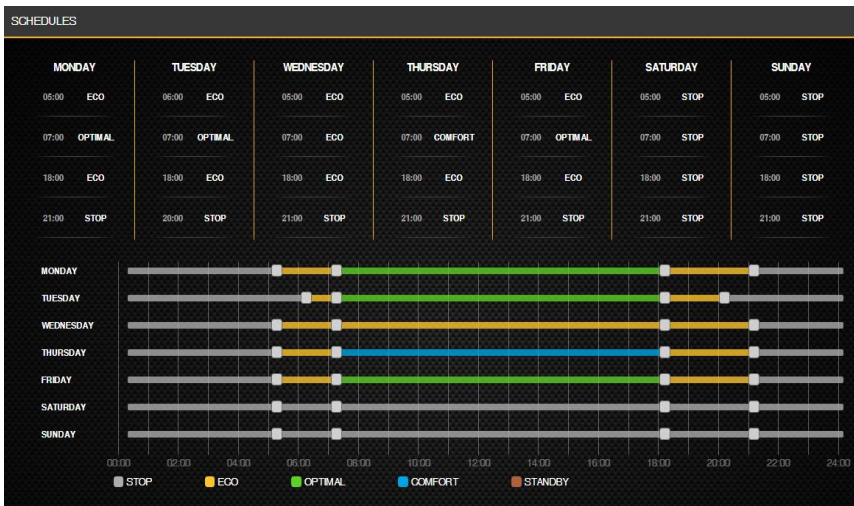 SCHEDULES
MONDAY TUESDAY WEDNESDAY THURSDAY FRIDAY SATURDAY SUNDAY
05:00 ECO 06:00 ECO 05:00 ECO 05:00 ECO 05:00 ECO 05:00 STOP 05:00 STOP
07:00 OPTIMAL 07:00 OPTIMAL 07:00 ECO 07:00 COMFORT 07:00 OPTIMAL 07:00 STOP 07:00 STOP
18:00 ECO 18:00 ECO 18:00 ECO 18:00 ECO 18:00 ECO 18:00 STOP 18:00 STOP
21:00 STOP 20:00 STOP 21:00 STOP 21:00 STOP 21:00 STOP 21:00 STOP 21:00 STOP
MONDAY
TUESDAY
WEDNESDAY
THURSDAY
FRIDAY
SATURDAY
SUNDAY
00:00 02:00 04:00 06:00 08:00 10:00 12:00 14:00 16:00 18:00 20:00 22:00 24:00
STOP ECO OPTIMAL COMFORT STANDBY